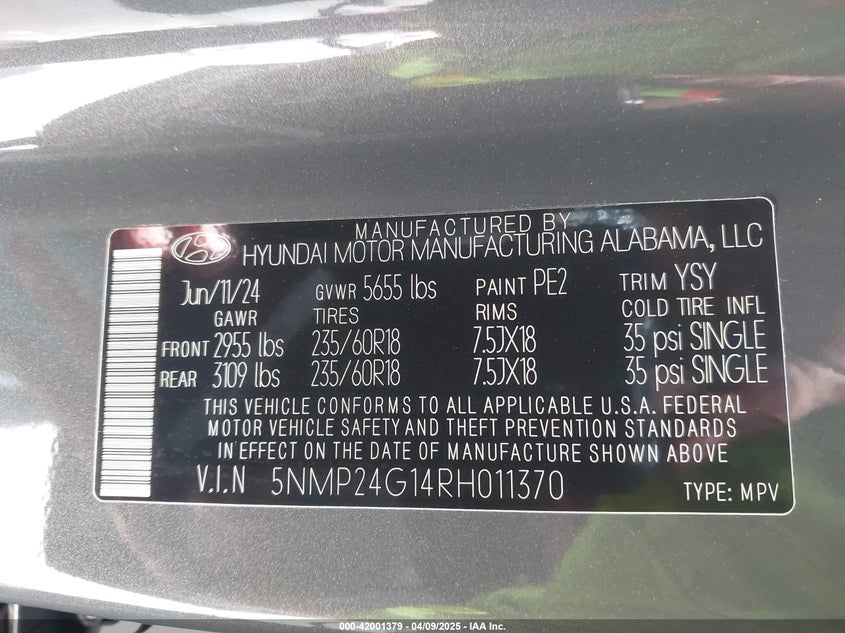 MANUFACTURED BY
HYUNDAI MOTOR MANUFACTURING ALABAMA, LLC
Jun/11/24 GVWR 5655 lbs PAINT PE2 TRIM YSY
GAWR TIRES RIMS COLD TIRE INFL
FRONT 2955 lbs 235/60R18 7.5JX18 35 psi SINGLE
REAR 3109 lbs 235/60R18 7.5JX18 35 psi SINGLE
THIS VEHICLE CONFORMS TO ALL APPLICABLE U.S.A. FEDERAL
MOTOR VEHICLE SAFETY AND THEFT PREVENTION STANDARDS
IN EFFECT ON THE DATE OF MANUFACTURE SHOWN ABOVE
V.I.N 5NMP24G14RH011370 TYPE: MPV
000-42001379 - 04/09/2025 - IAA Inc.